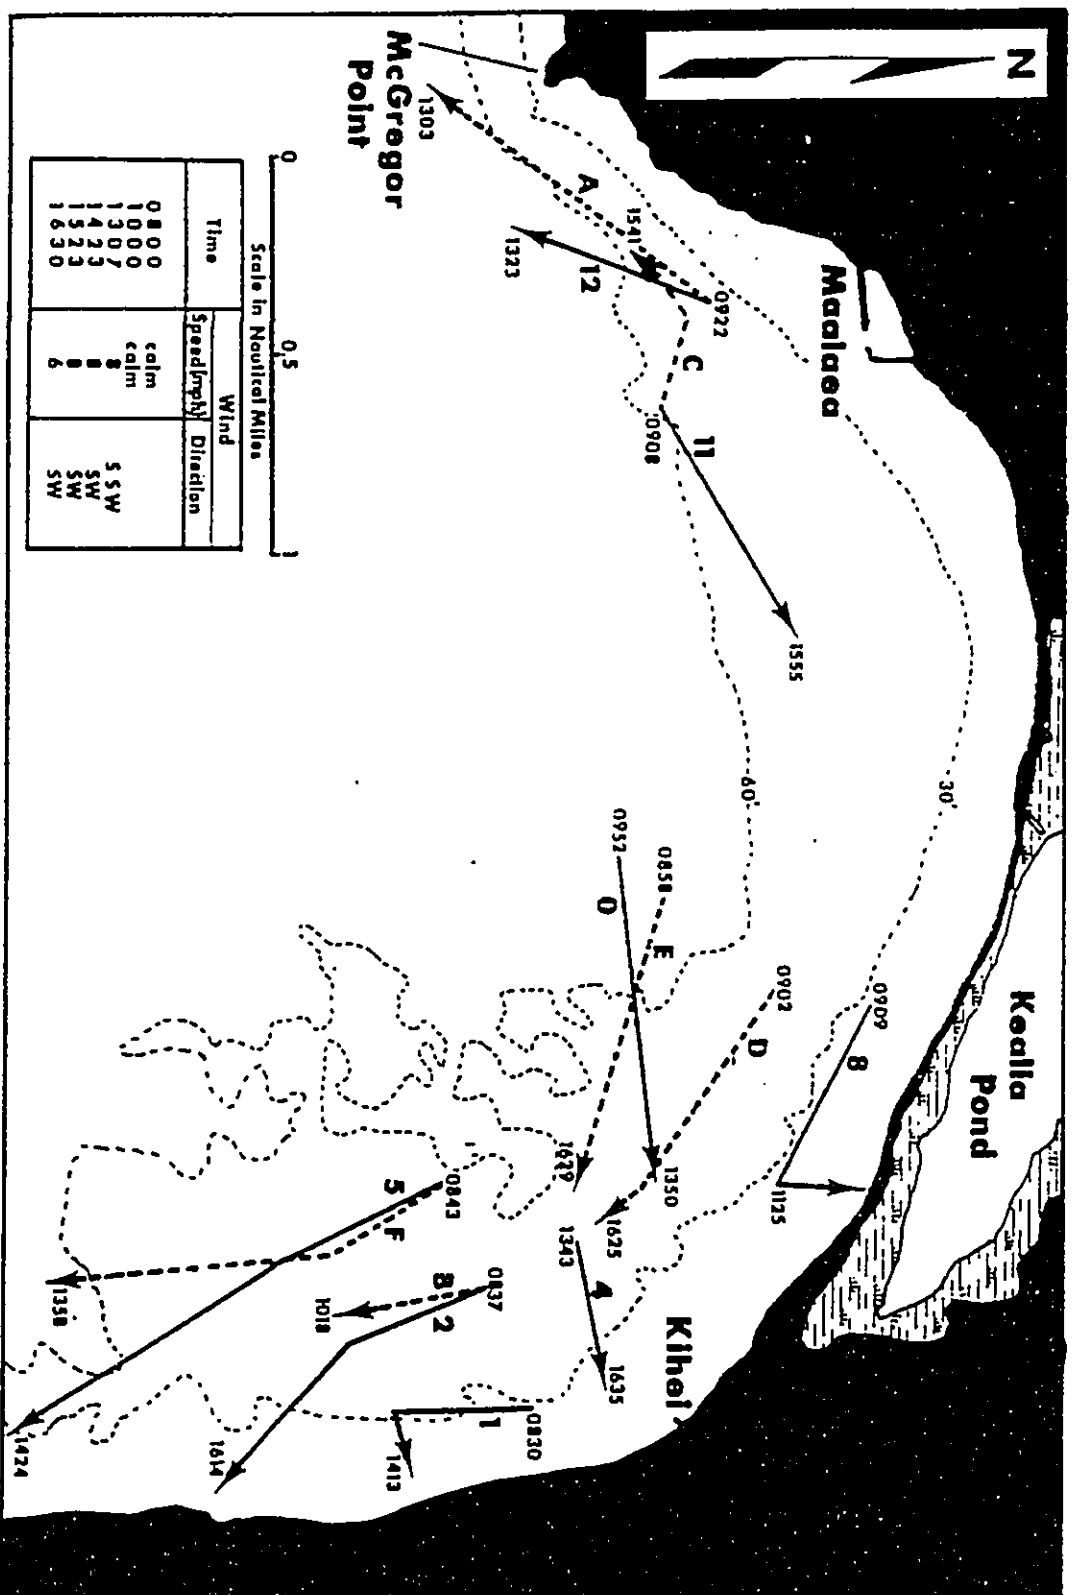 N
McGregor
Point
Maalaea
Kealia
Pond
Kihei
1303
A
1541
12
1323
0922
C
11
0908
1555
60'
30'
0952
0
0858
E
0902
D
0909
8
1125
1350
1629
1625
1343
4
1635
0843
5
F
1358
1424
0837
B
2
1018
1614
0830
1
1413
Scale in Nautical Miles
0 0.5 1
Time Wind
Speed(mph) Direction
0800 calm
1000 calm
1307 8 SSW
1423 8 SW
1523 8 SW
1630 6 SW